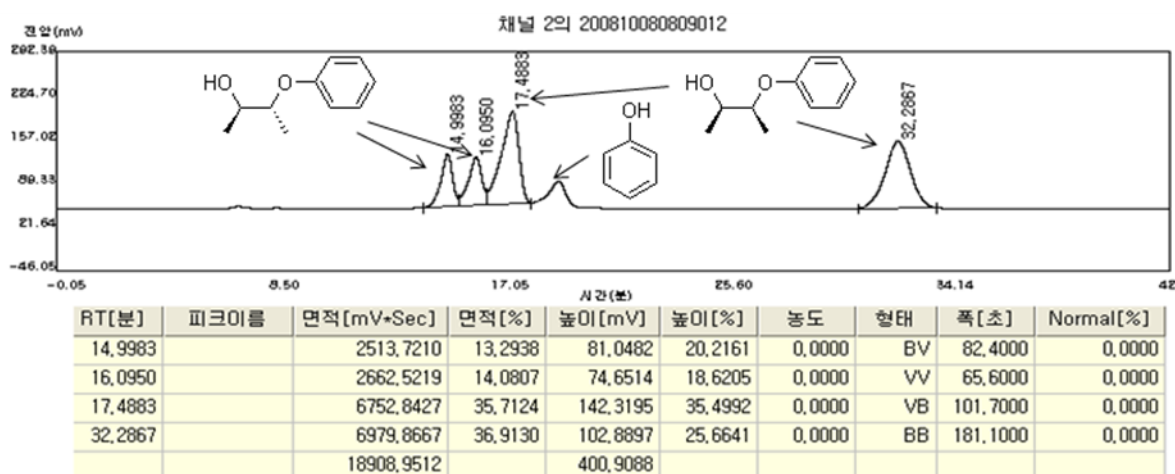 채널 2의 200810080809012
전압(mV)
292.39
224.70
157.02
89.33
21.64
-46.05
-0.05 8.50 17.05 25.60 34.14 42
시간(분)
HO O
14,9983
16,0950
17,4883
OH
HO O
32,2867
RT[분] 피크이름 면적[mV*Sec] 면적[%] 높이[mV] 높이[%] 농도 형태 폭[초] Normal[%]
14,9983 2513,7210 13,2938 81,0482 20,2161 0,0000 BV 82,4000 0,0000
16,0950 2662,5219 14,0807 74,6514 18,6205 0,0000 VV 65,6000 0,0000
17,4883 6752,8427 35,7124 142,3195 35,4992 0,0000 VB 101,7000 0,0000
32,2867 6979,8667 36,9130 102,8897 25,6641 0,0000 BB 181,1000 0,0000
18908,9512 400,9088